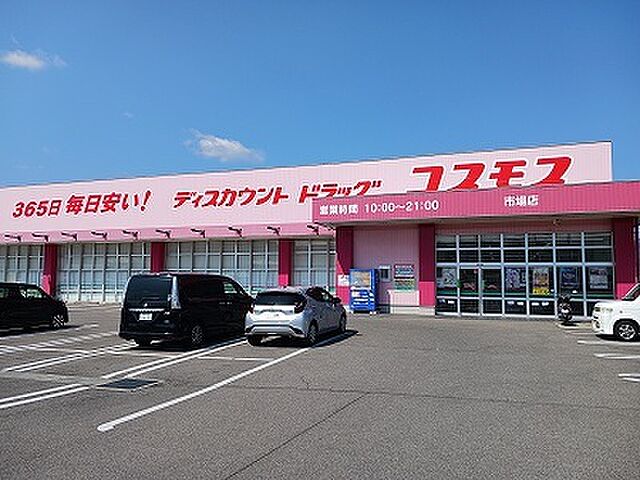 365日 毎日安い! ディスカウント ドラッグ コスモス
営業時間 10:00〜21:00 市場店